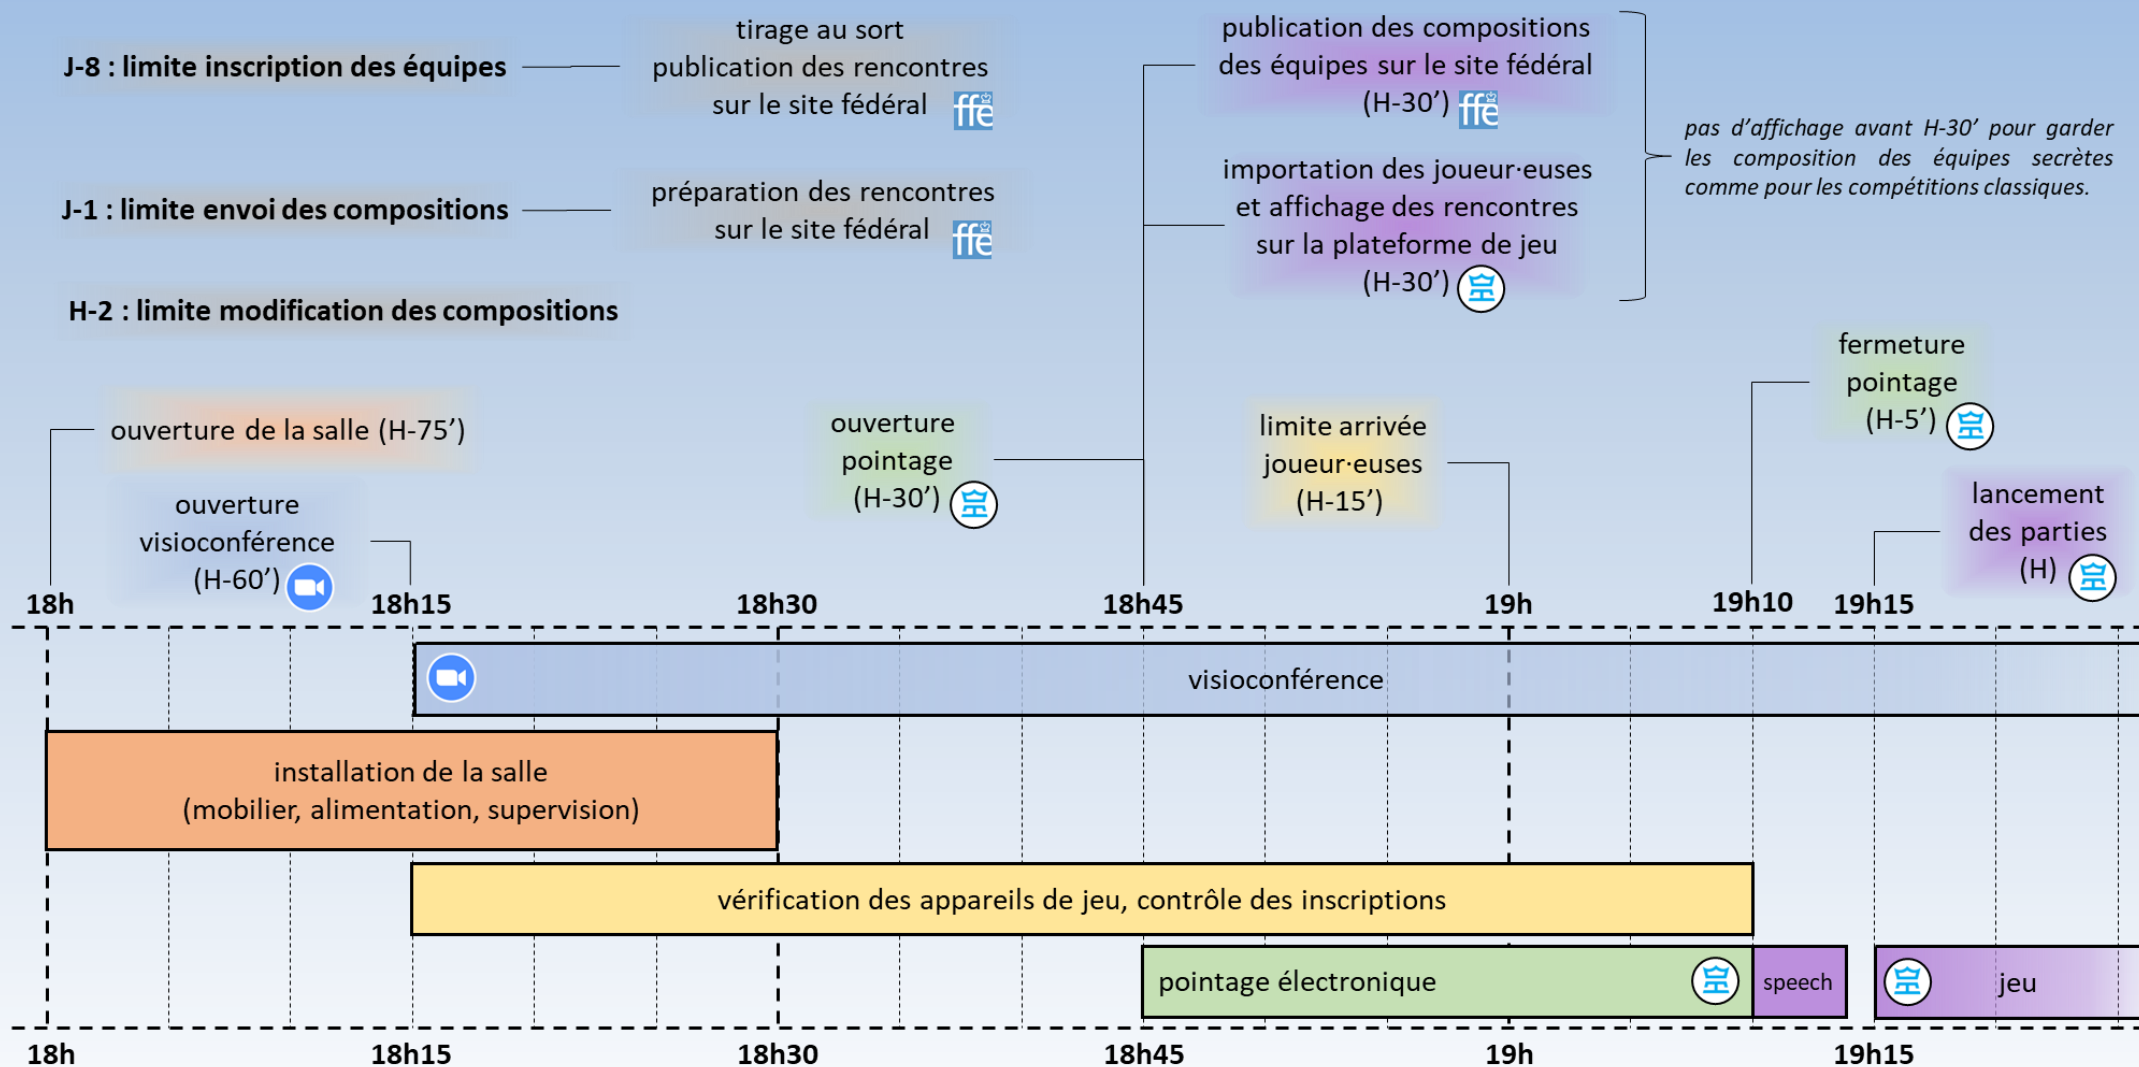 J-8 : limite inscription des équipes
tirage au sort
publication des rencontres
sur le site fédéral
ffe
J-1 : limite envoi des compositions
préparation des rencontres
sur le site fédéral
ffe
H-2 : limite modification des compositions
publication des compositions
des équipes sur le site fédéral
(H-30’)
ffe
importation des joueur·euses
et affichage des rencontres
sur la plateforme de jeu
(H-30’)
pas d’affichage avant H-30’ pour garder
les composition des équipes secrètes
comme pour les compétitions classiques.
ouverture de la salle (H-75’)
ouverture
visioconférence
(H-60’)
ouverture
pointage
(H-30’)
limite arrivée
joueur·euses
(H-15’)
fermeture
pointage
(H-5’)
lancement
des parties
(H)
18h
18h15
18h30
18h45
19h
19h10
19h15
visioconférence
installation de la salle
(mobilier, alimentation, supervision)
vérification des appareils de jeu, contrôle des inscriptions
pointage électronique
speech
jeu
18h
18h15
18h30
18h45
19h
19h15